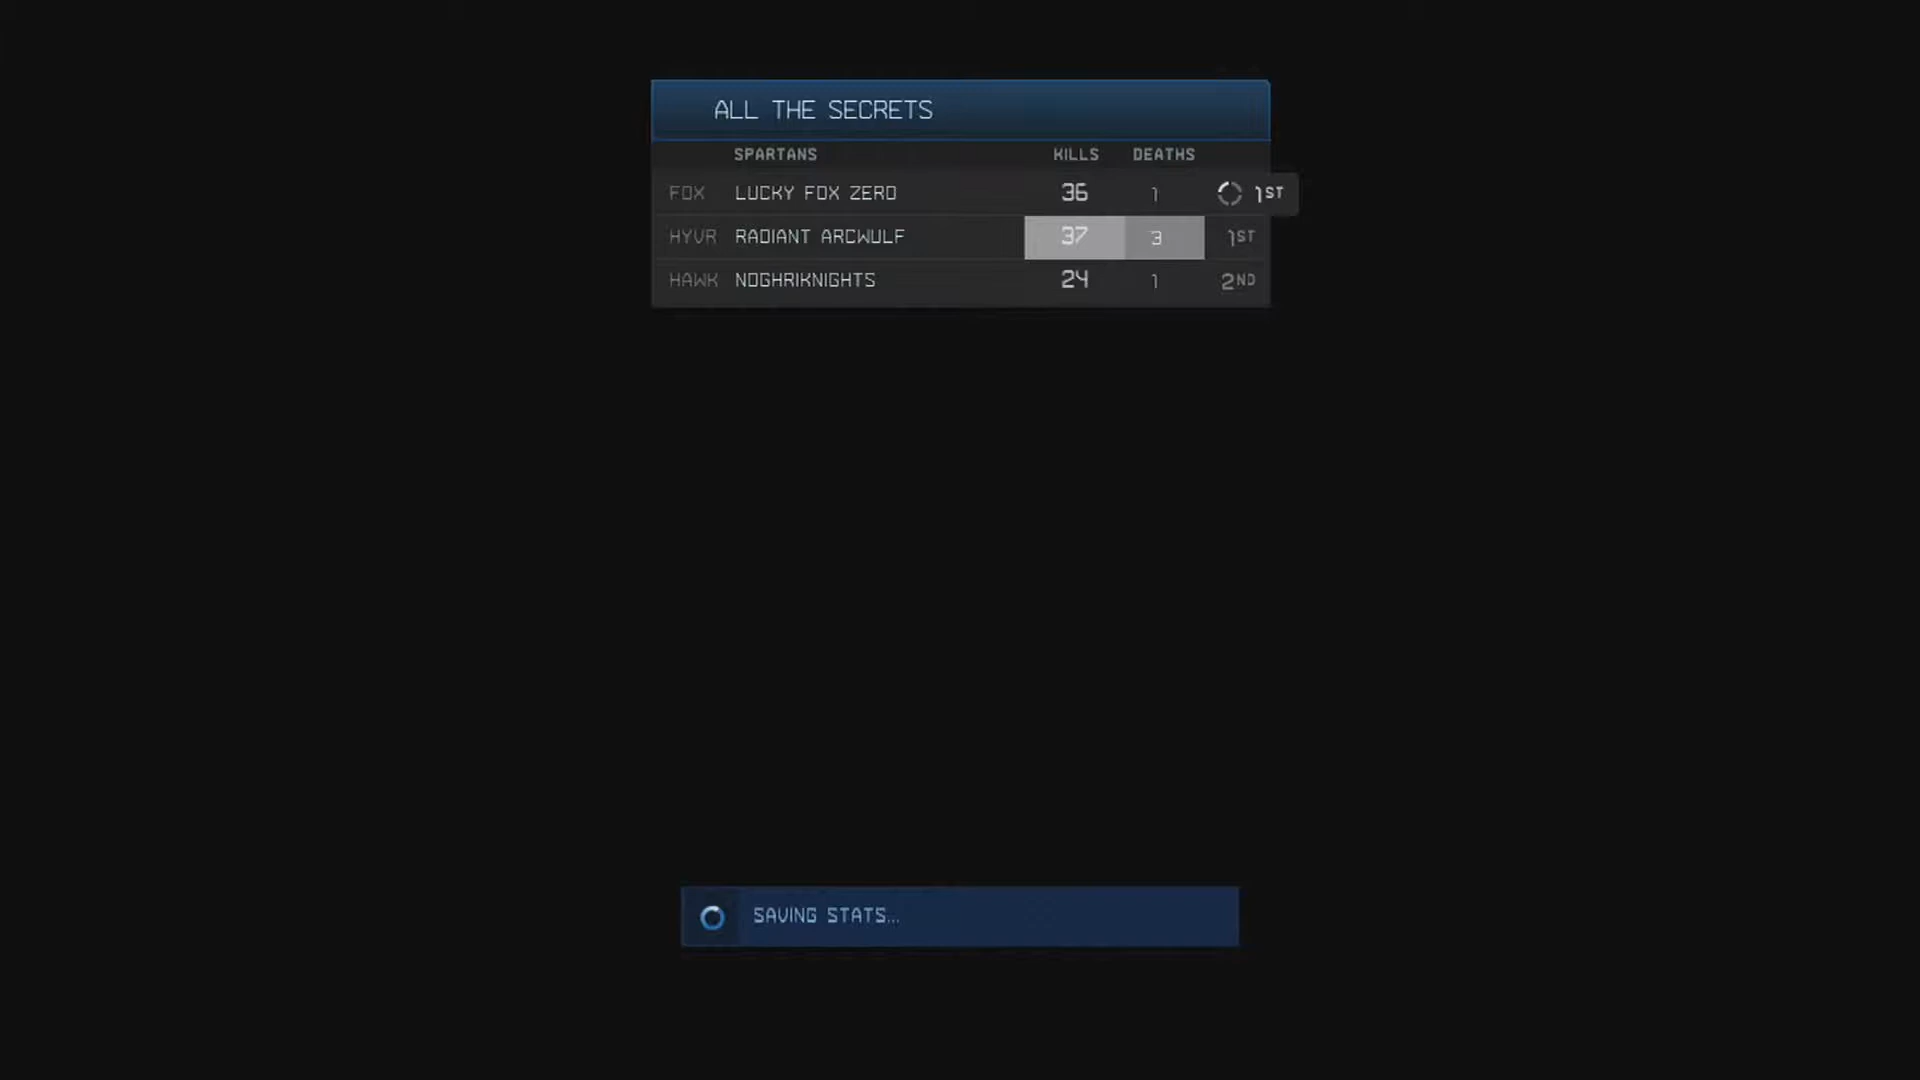 ALL THE SECRETS
SPARTANS KILLS DEATHS
FOX LUCKY FOX ZERO 36 1 1ST
HYVR RADIANT ARCWULF 37 3 1ST
HAWK NOGHRIKNIGHTS 24 1 2ND
SAVING STATS...